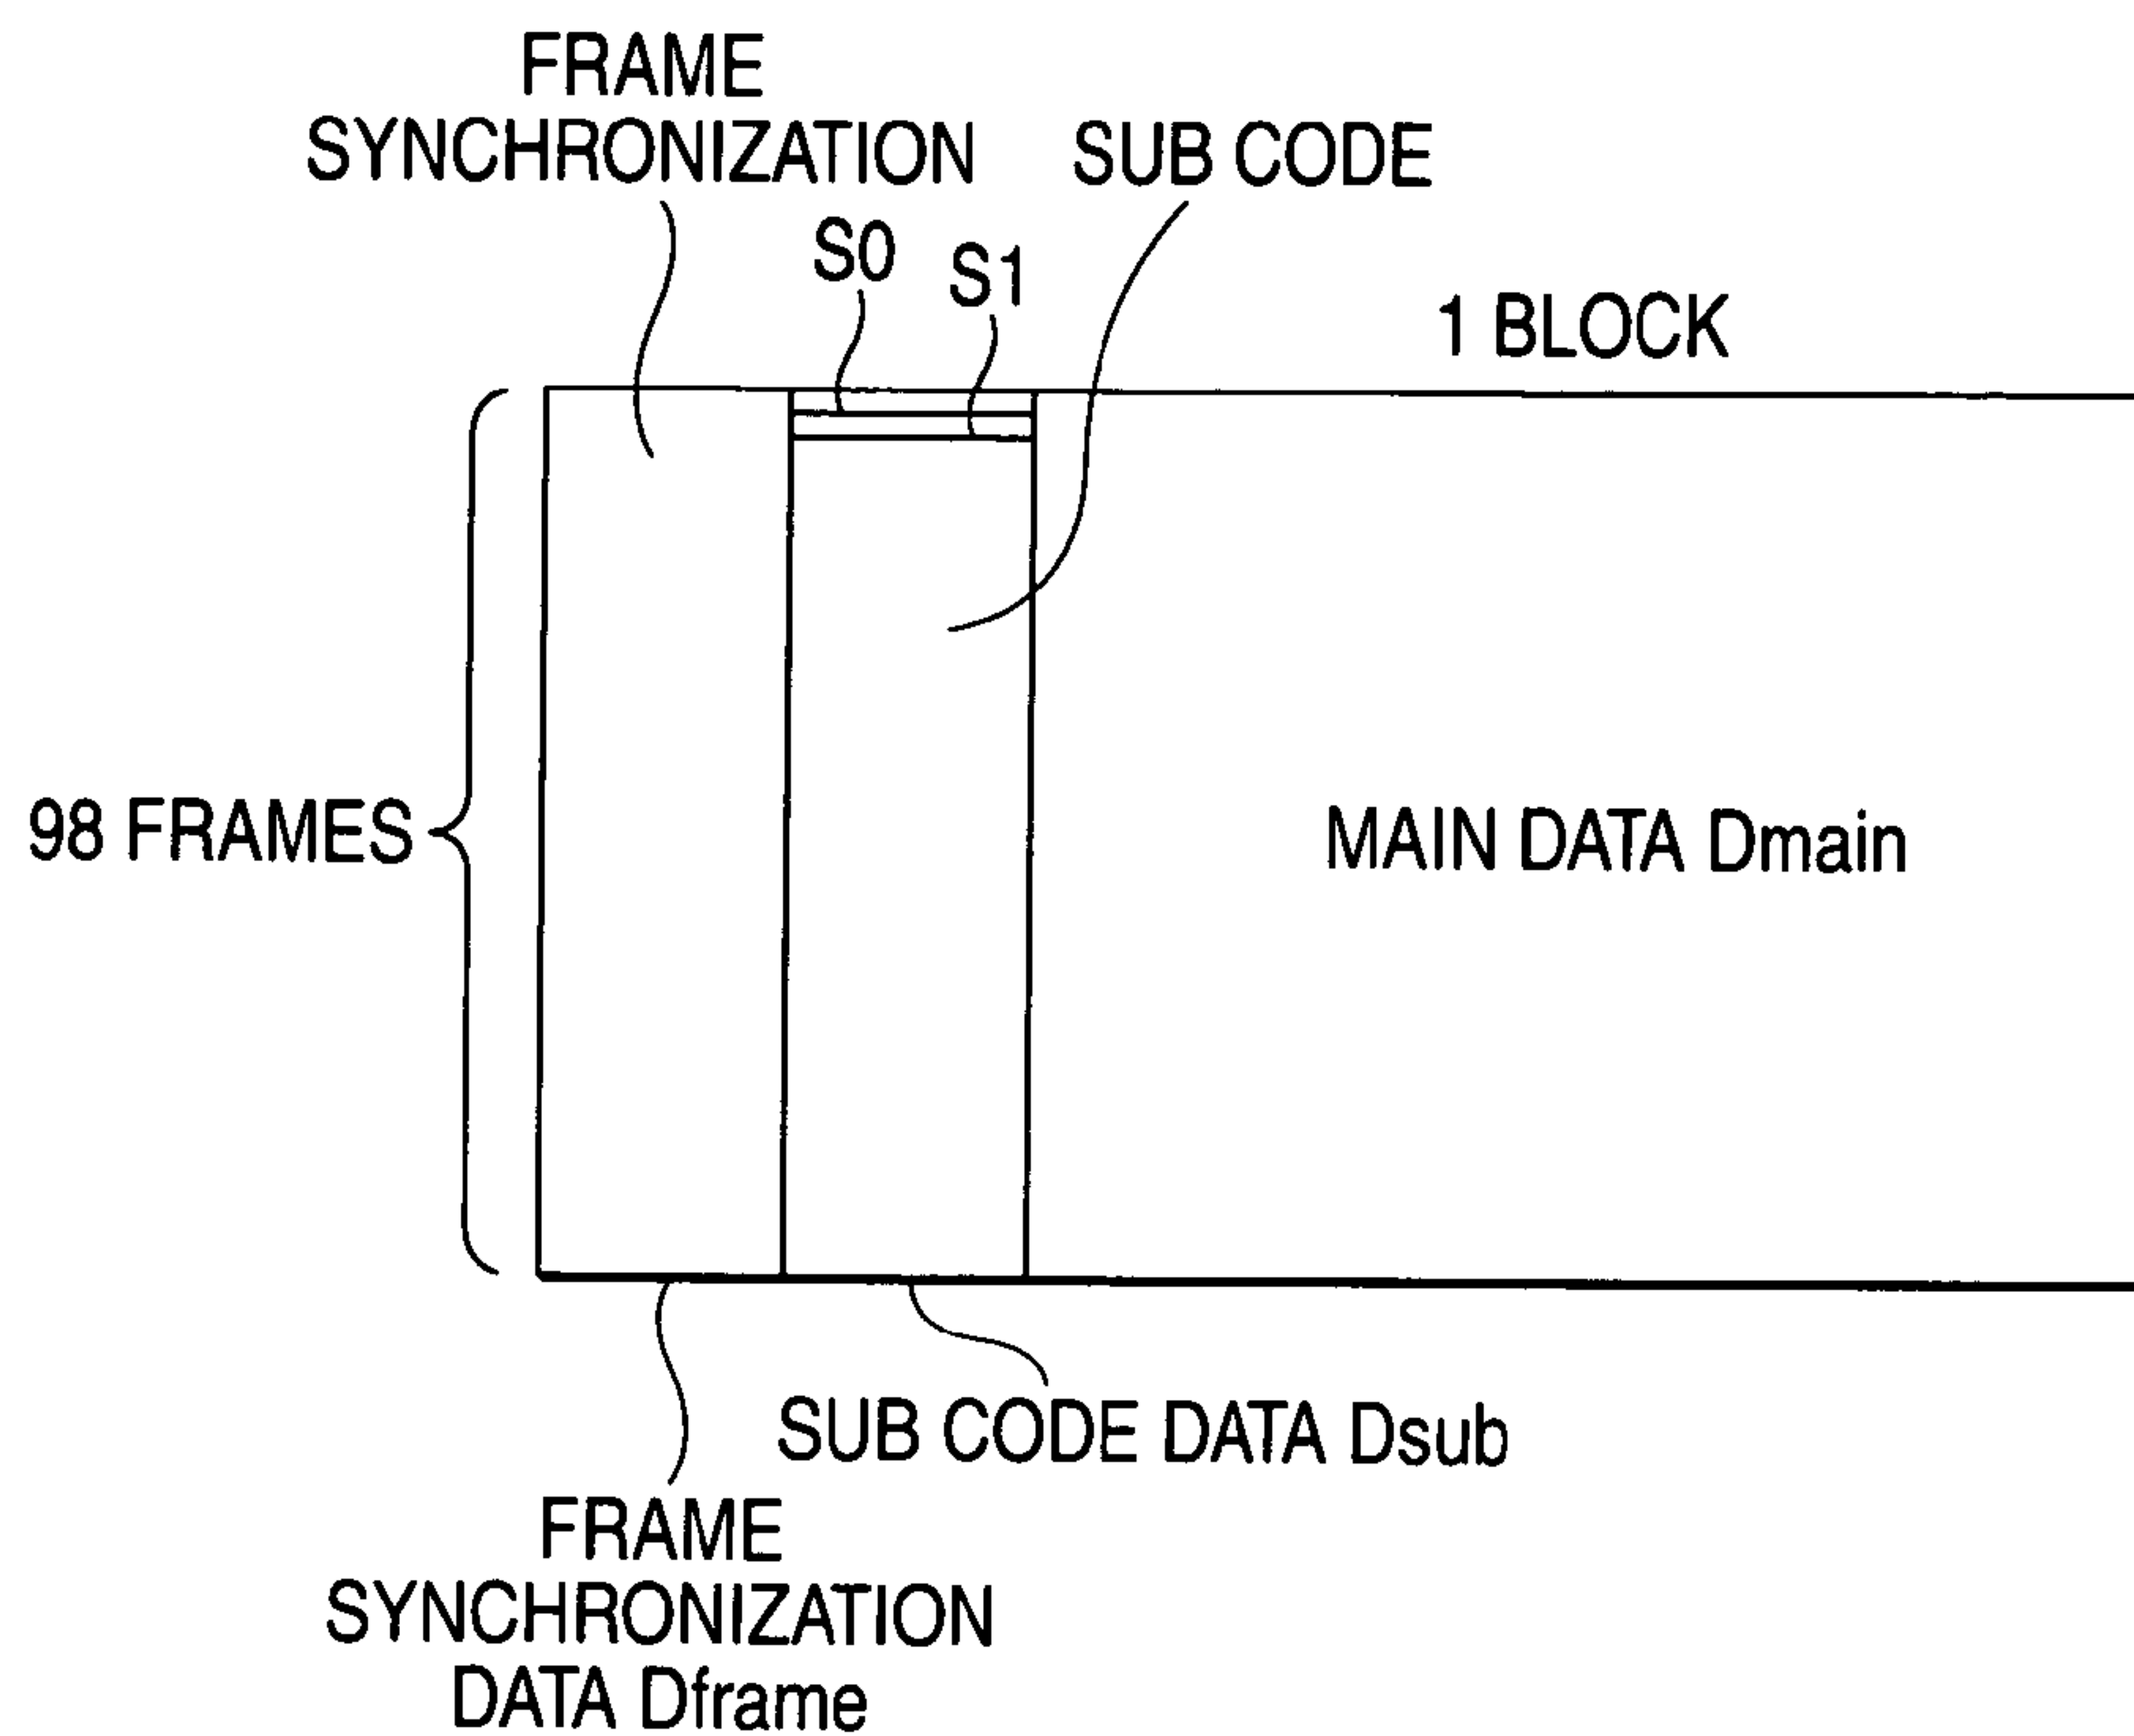 FRAME
SYNCHRONIZATION
SUB CODE
S0
S1
1 BLOCK
98 FRAMES
MAIN DATA Dmain
SUB CODE DATA Dsub
FRAME
SYNCHRONIZATION
DATA Dframe